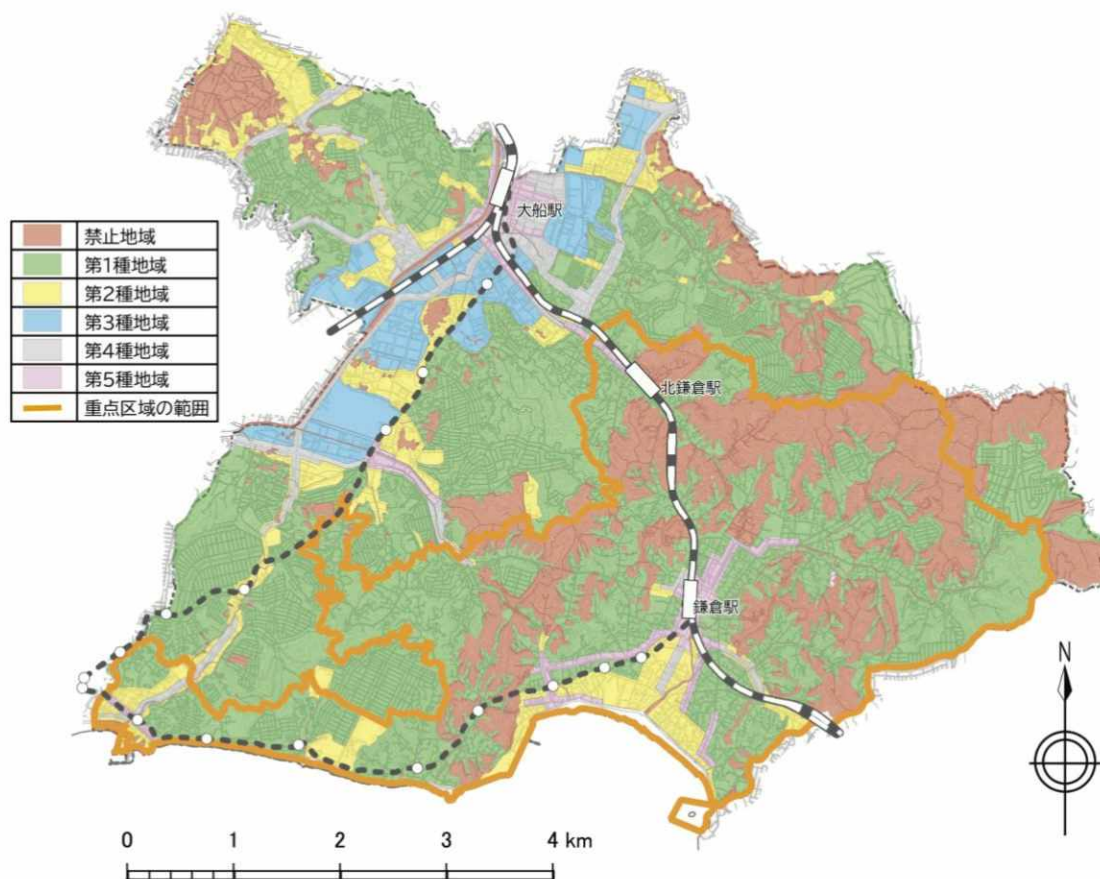 大船駅
禁止地域
第1種地域
第2種地域
第3種地域
第4種地域
第5種地域
重点区域の範囲
北鎌倉駅
鎌倉駅
N
0 1 2 3 4 km